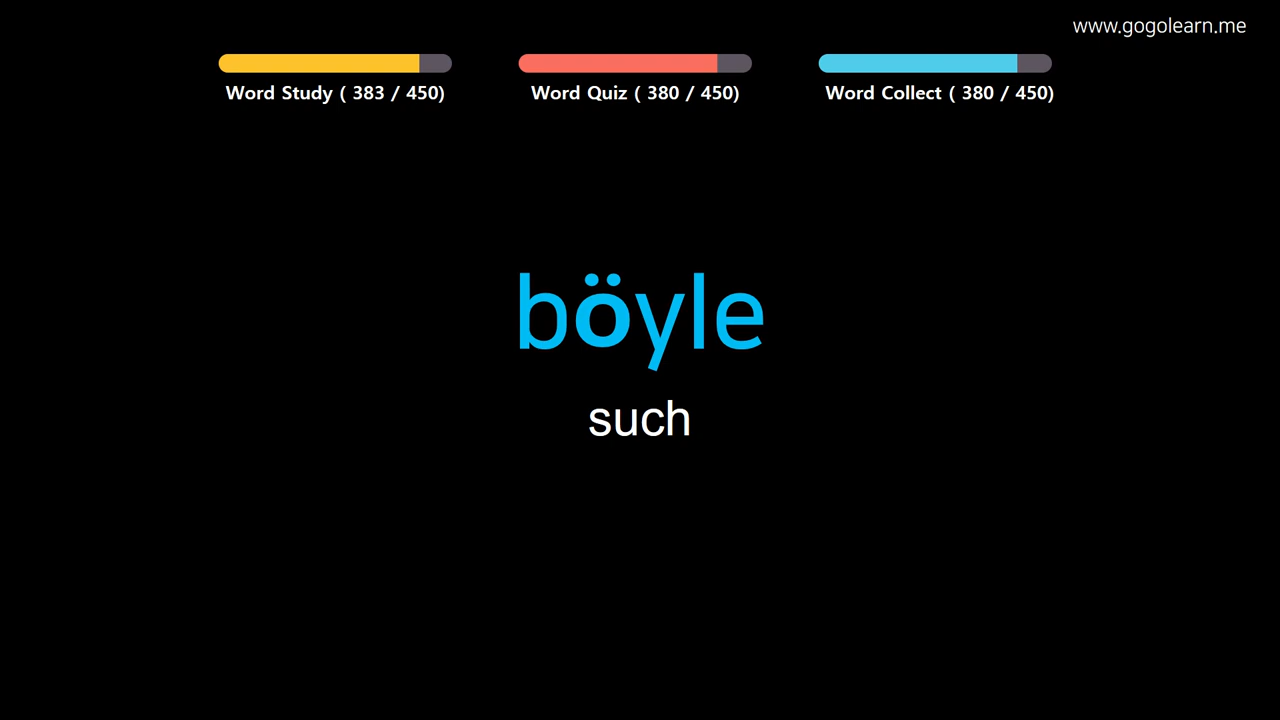 www.gogolearn.me
Word Study ( 383 / 450)
Word Quiz ( 380 / 450)
Word Collect ( 380 / 450)
böyle
such